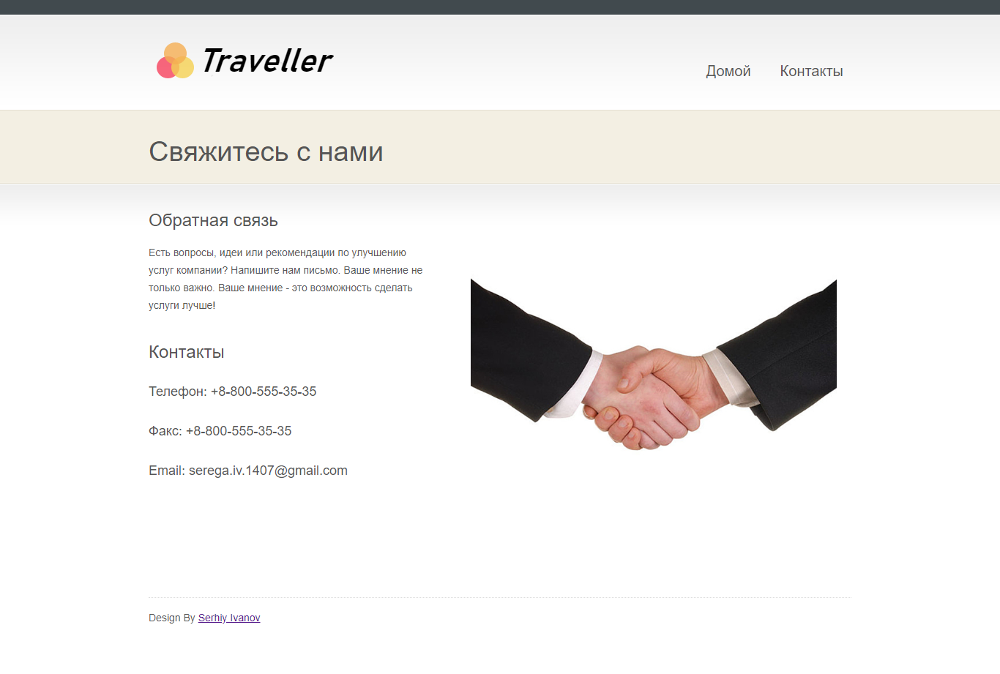 Traveller
Домой
Контакты
Свяжитесь с нами
Обратная связь
Есть вопросы, идеи или рекомендации по улучшению
услуг компании? Напишите нам письмо. Ваше мнение не
только важно. Ваше мнение - это возможность сделать
услуги лучше!
Контакты
Телефон: +8-800-555-35-35
Факс: +8-800-555-35-35
Email: serega.iv.1407@gmail.com
Design By Serhiy Ivanov